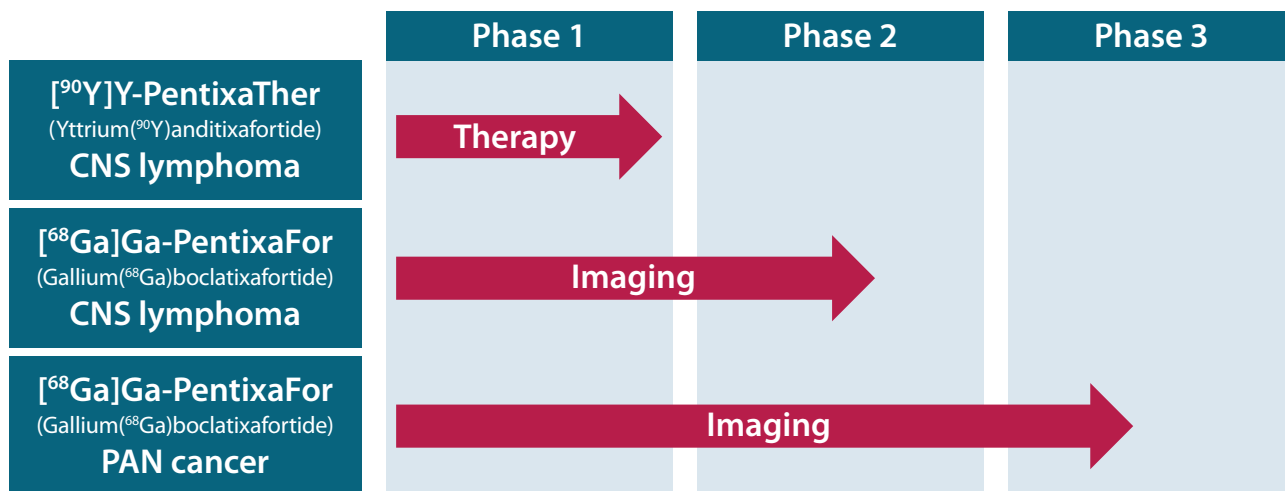 Phase 1 Phase 2 Phase 3
[⁹⁰Y]Y-PentixaTher
(Yttrium(⁹⁰Y)anditixafortide)
CNS lymphoma
Therapy
[⁶⁸Ga]Ga-PentixaFor
(Gallium(⁶⁸Ga)boclatixafortide)
CNS lymphoma
Imaging
[⁶⁸Ga]Ga-PentixaFor
(Gallium(⁶⁸Ga)boclatixafortide)
PAN cancer
Imaging